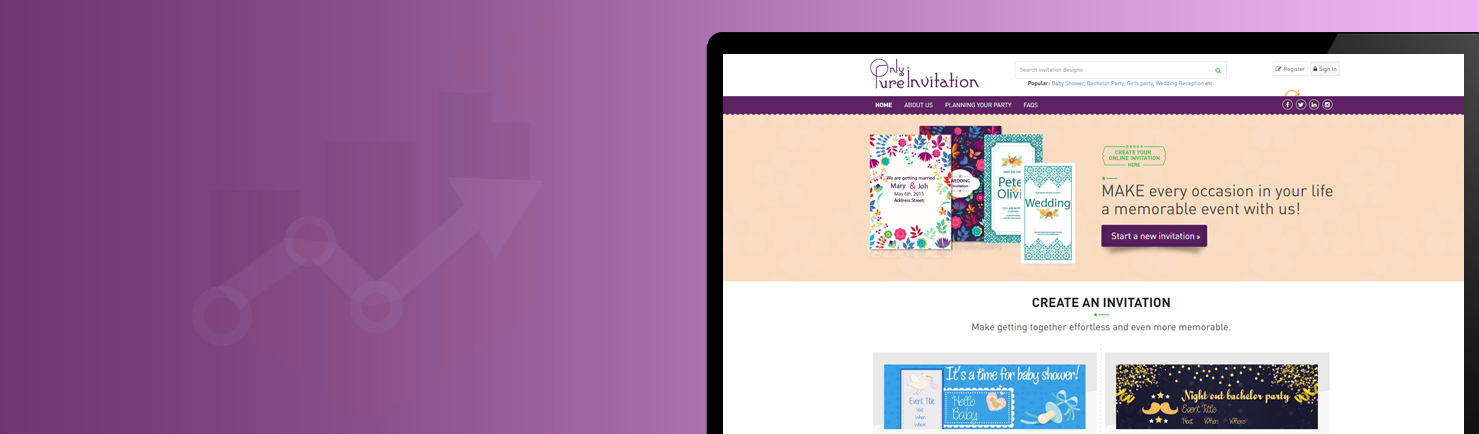 Only
Pure Invitation
Search invitation designs
Register
Sign In
Popular: Baby Shower, Bachelor Party, Girls party, Wedding Reception etc.
HOME
ABOUT US
PLANNING YOUR PARTY
FAQS
We are getting married
Mary & Joh
May 6th, 2015
Address Street:
WEDDING
SAVE THE
Pete
Olivi
Wedding
CREATE YOUR
ONLINE INVITATION
HERE
MAKE every occasion in your life
a memorable event with us!
Start a new invitation »
CREATE AN INVITATION
Make getting together effortless and even more memorable.
It's a time for baby shower!
Event Title
Host
When
Where
Hello
Baby
Night out bachelor party
Event Title
Host When Where